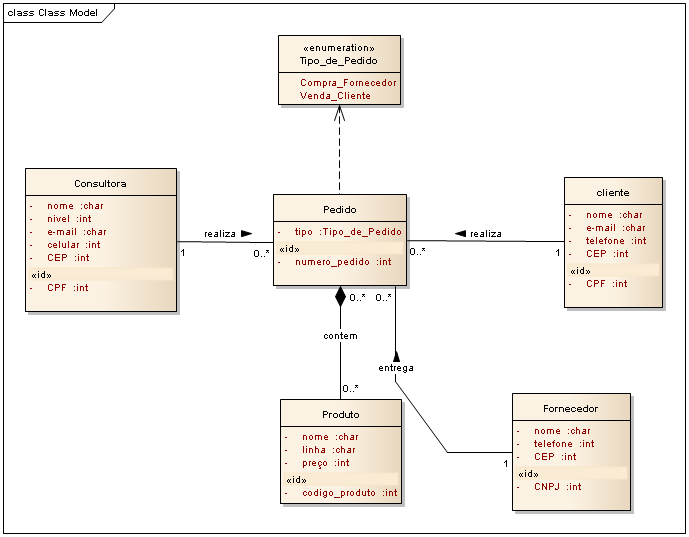 class Class Model
«enumeration»
Tipo_de_Pedido
Compra_Fornecedor
Venda_Cliente
Consultora
- nome :char
- nivel :int
- e-mail :char
- celular :int
- CEP :int
«id»
- CPF :int
realiza
1
0..*
Pedido
- tipo :Tipo_de_Pedido
«id»
- numero_pedido :int
realiza
0..*
1
cliente
- nome :char
- e-mail :char
- telefone :int
- CEP :int
«id»
- CPF :int
0..*
0..*
contem
entrega
0..*
Produto
- nome :char
- linha :char
- preço :int
«id»
- codigo_produto :int
1
Fornecedor
- nome :char
- telefone :int
- CEP :int
«id»
- CNPJ :int